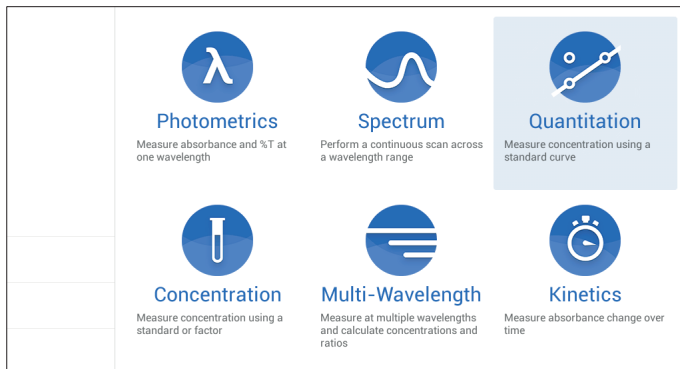 Photometrics
Measure absorbance and %T at
one wavelength
Spectrum
Perform a continuous scan across
a wavelength range
Quantitation
Measure concentration using a
standard curve
Concentration
Measure concentration using a
standard or factor
Multi-Wavelength
Measure at multiple wavelengths
and calculate concentrations and
ratios
Kinetics
Measure absorbance change over
time